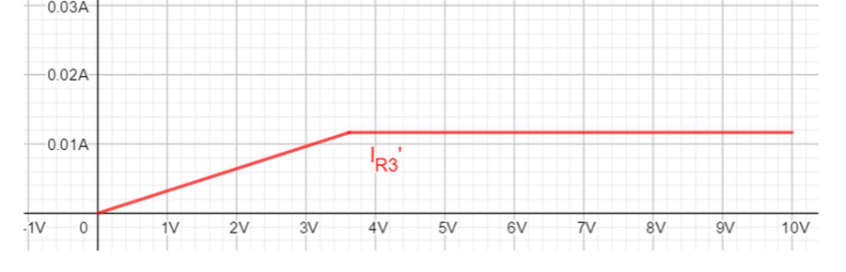 0.03A
0.02A
0.01A
I_R3'
-1V 0 1V 2V 3V 4V 5V 6V 7V 8V 9V 10V